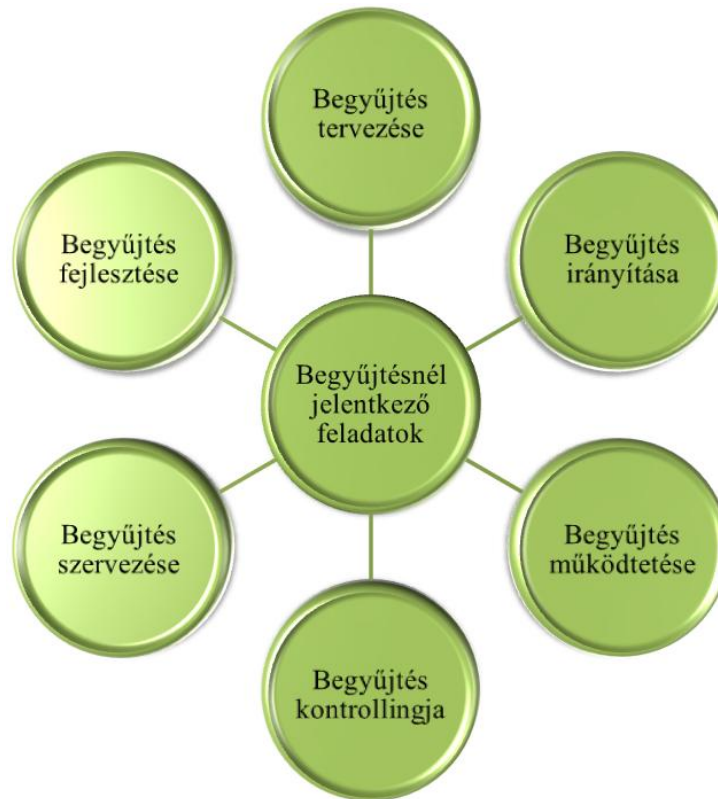 Begyűjtés
tervezése
Begyűjtés
fejlesztése
Begyűjtés
irányítása
Begyűjtésnél
jelentkező
feladatok
Begyűjtés
szervezése
Begyűjtés
működtetése
Begyűjtés
kontrollingja